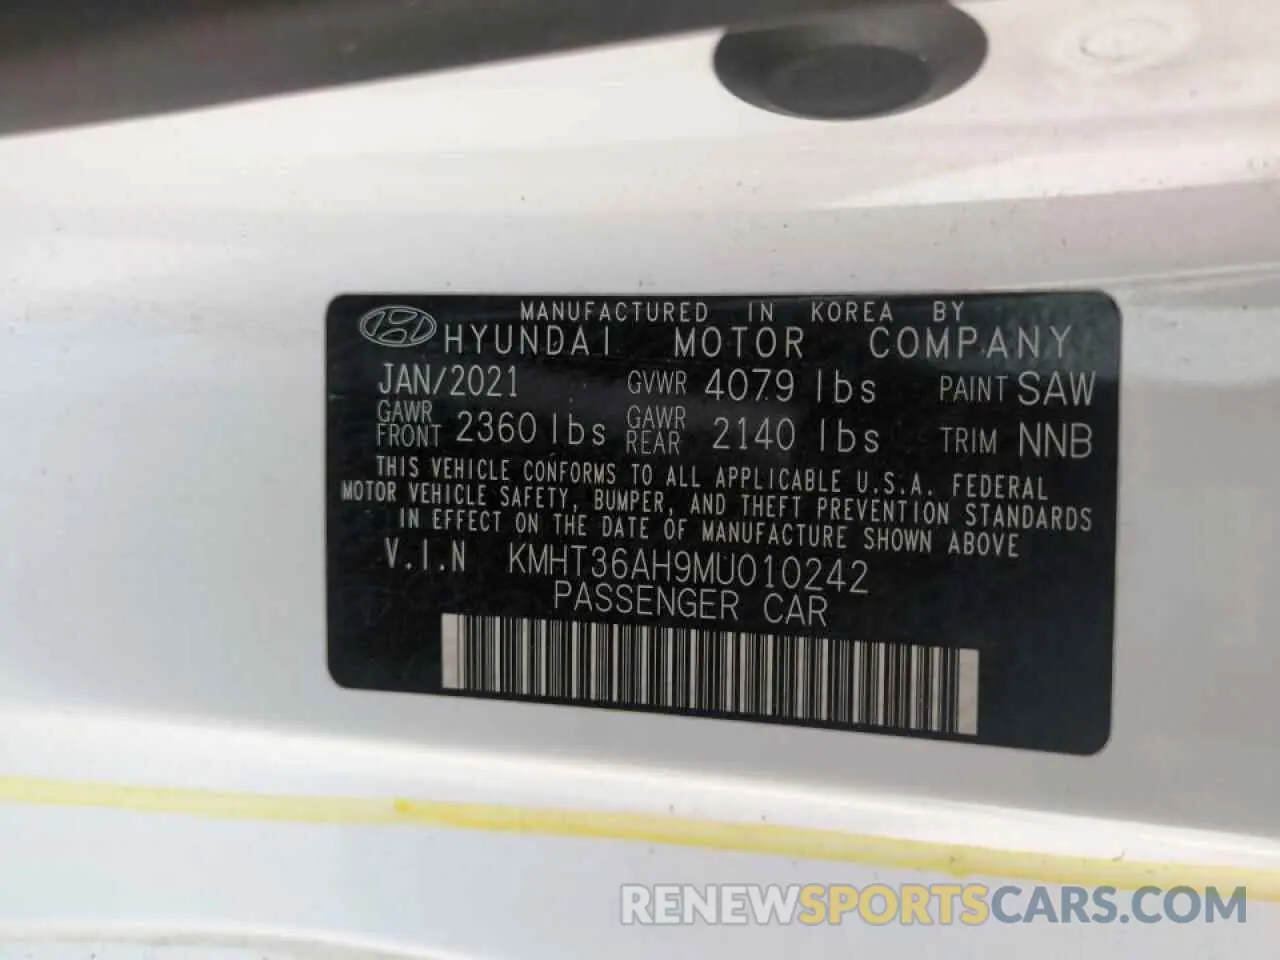 MANUFACTURED IN KOREA BY
HYUNDAI MOTOR COMPANY
JAN/2021 GVWR 4079 lbs PAINT SAW
GAWR FRONT 2360 lbs GAWR REAR 2140 lbs TRIM NNB
THIS VEHICLE CONFORMS TO ALL APPLICABLE U.S.A. FEDERAL
MOTOR VEHICLE SAFETY, BUMPER, AND THEFT PREVENTION STANDARDS
IN EFFECT ON THE DATE OF MANUFACTURE SHOWN ABOVE
V.I.N KMHT36AH9MU010242
PASSENGER CAR
RENEWSPORTSCARS.COM